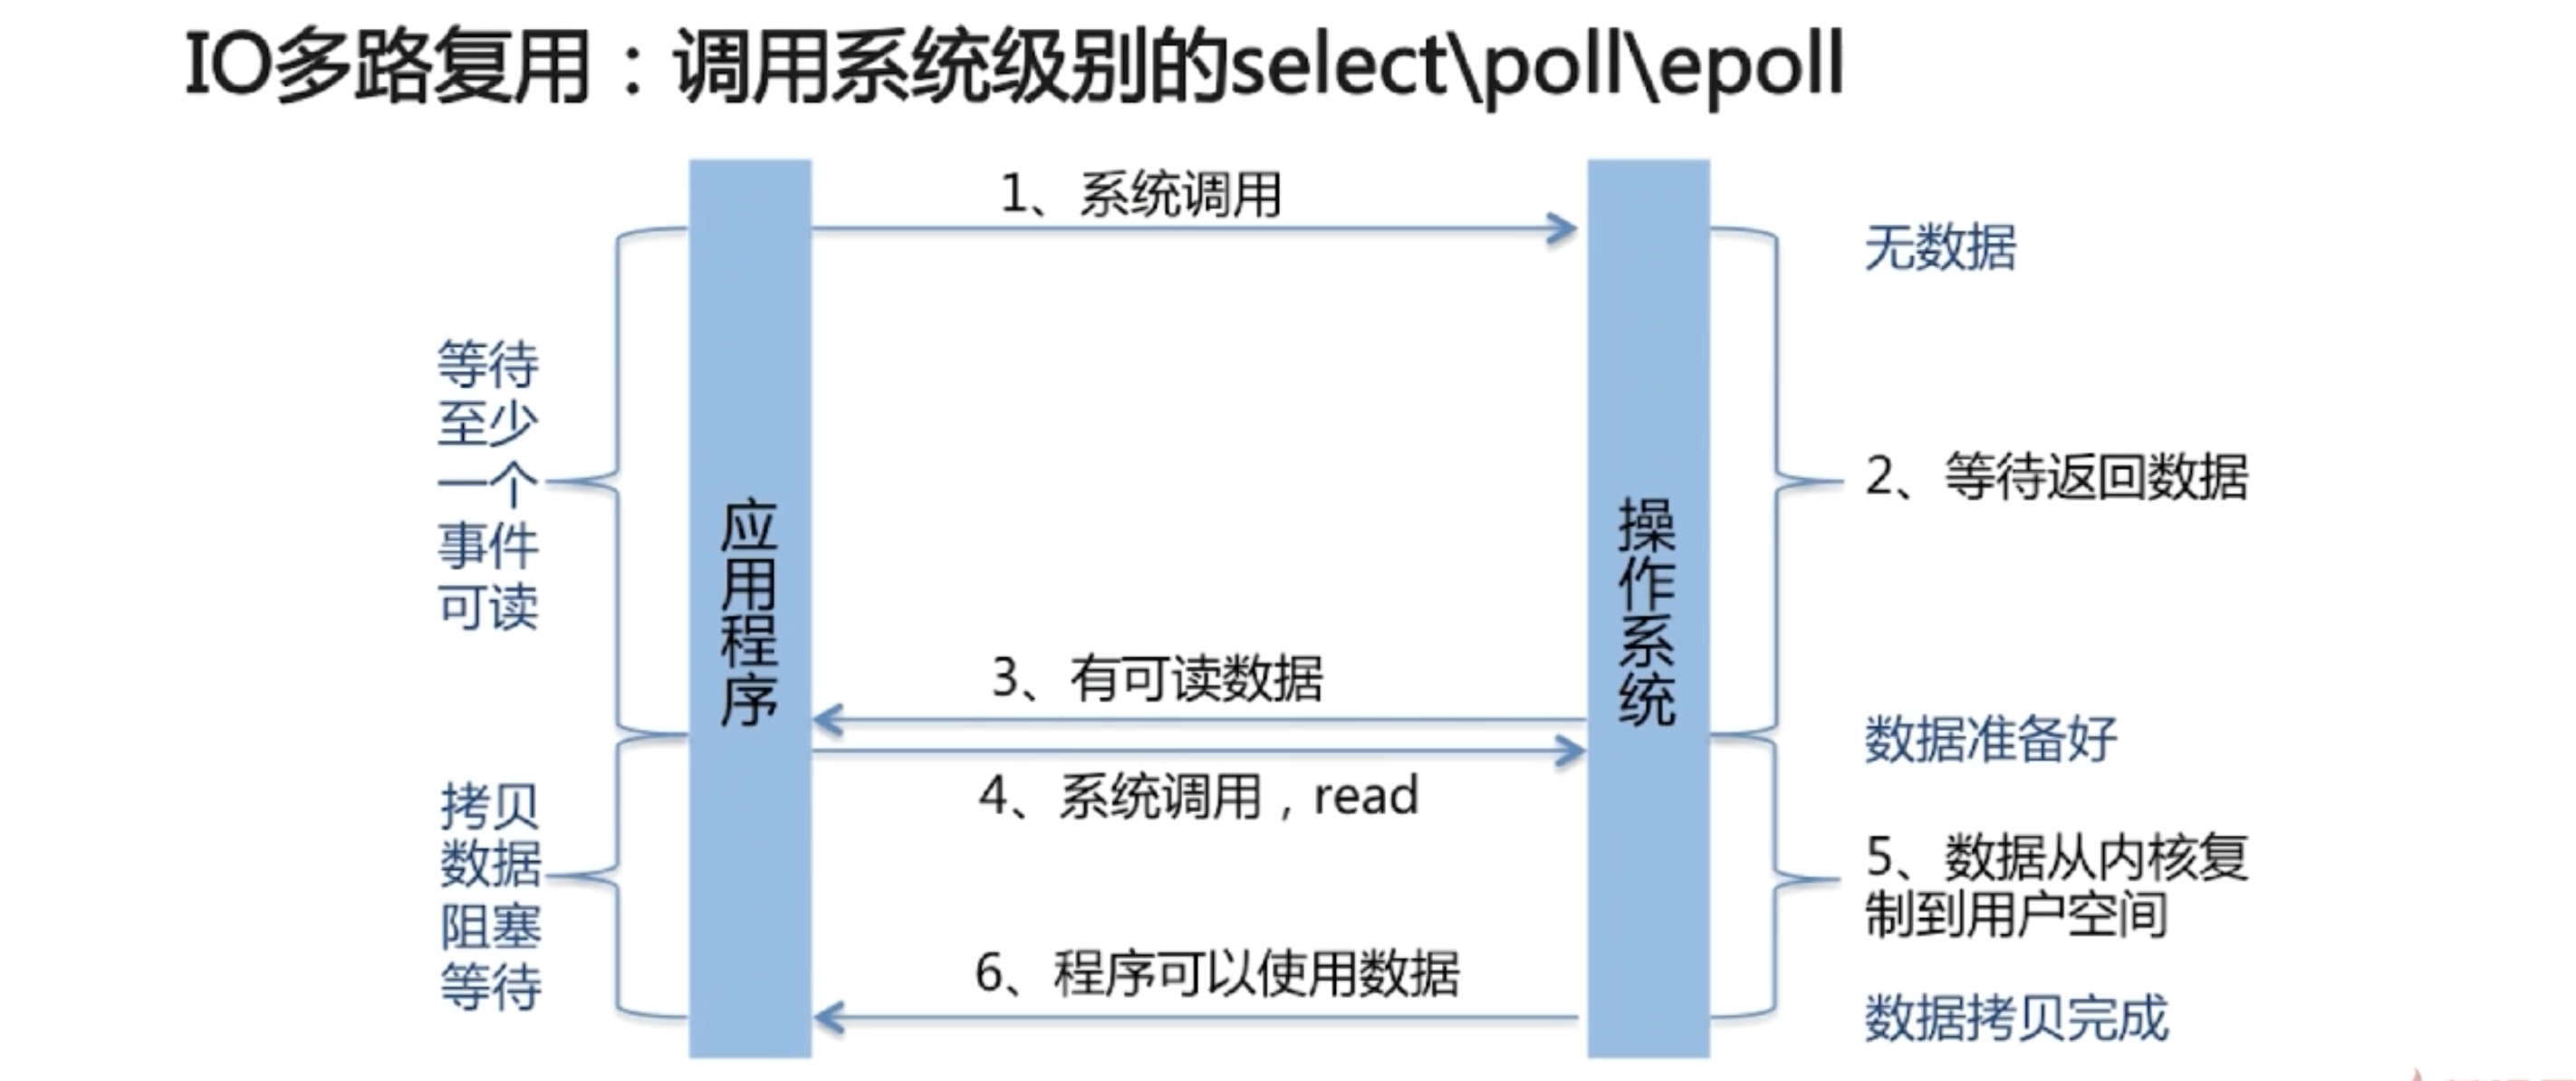 IO多路复用：调用系统级别的select\poll\epoll
1、系统调用
无数据
等待
至少
一个
事件
可读
应用程序
操作系统
2、等待返回数据
3、有可读数据
数据准备好
4、系统调用，read
拷贝
数据
阻塞
等待
5、数据从内核复
制到用户空间
6、程序可以使用数据
数据拷贝完成